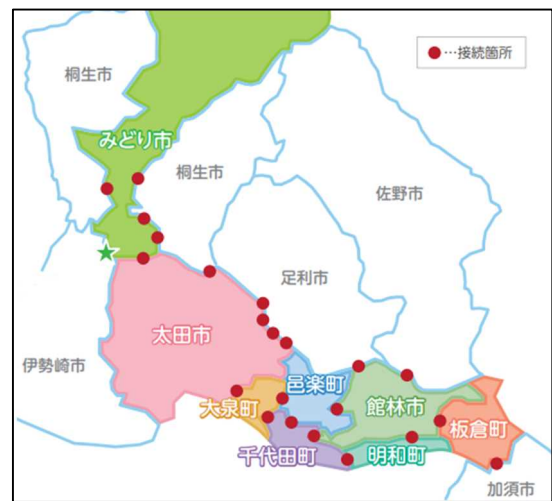 ●…接続箇所
桐生市
みどり市
桐生市
佐野市
足利市
太田市
伊勢崎市
邑楽町
大泉町
館林市
板倉町
千代田町
明和町
加須市